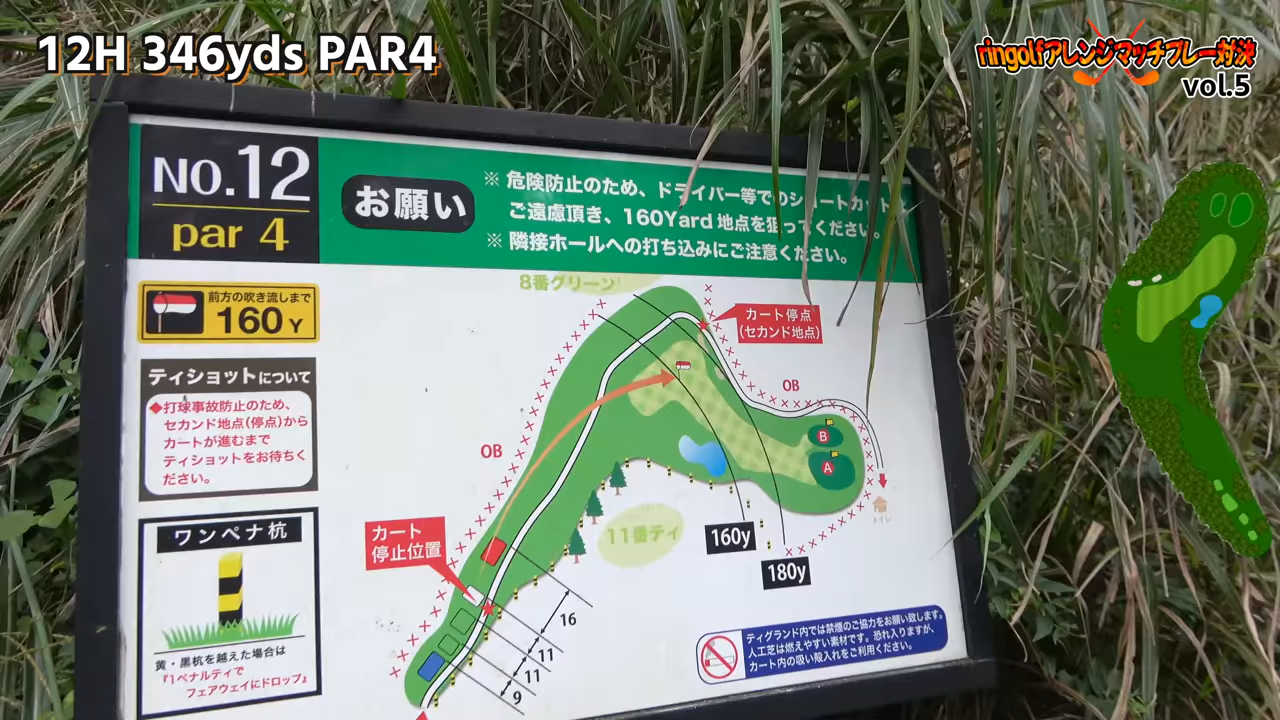 12H 346yds PAR4
ringolfアレンジマッチプレー対決
vol.5
NO.12
par 4
お願い
※ 危険防止のため、ドライバー等でのショートカットを
ご遠慮頂き、160Yard 地点を狙ってください。
※ 隣接ホールへの打ち込みにご注意ください。
前方の吹き流しまで
160Y
ティショットについて
◆打球事故防止のため、
セカンド地点(停点)から
カートが進むまで
ティショットをお待ちく
ださい。
ワンペナ杭
黄・黒杭を越えた場合は
『1ペナルティで
フェアウェイにドロップ』
8番グリーン
カート停点
(セカンド地点)
OB
OB
B
A
トイレ
11番ティ
160y
180y
カート
停止位置
16
11
11
9
ティグランド内では禁煙のご協力をお願い致します。
人工芝は燃えやすい素材です。恐れ入りますが、
カート内の吸い殻入れをご利用ください。